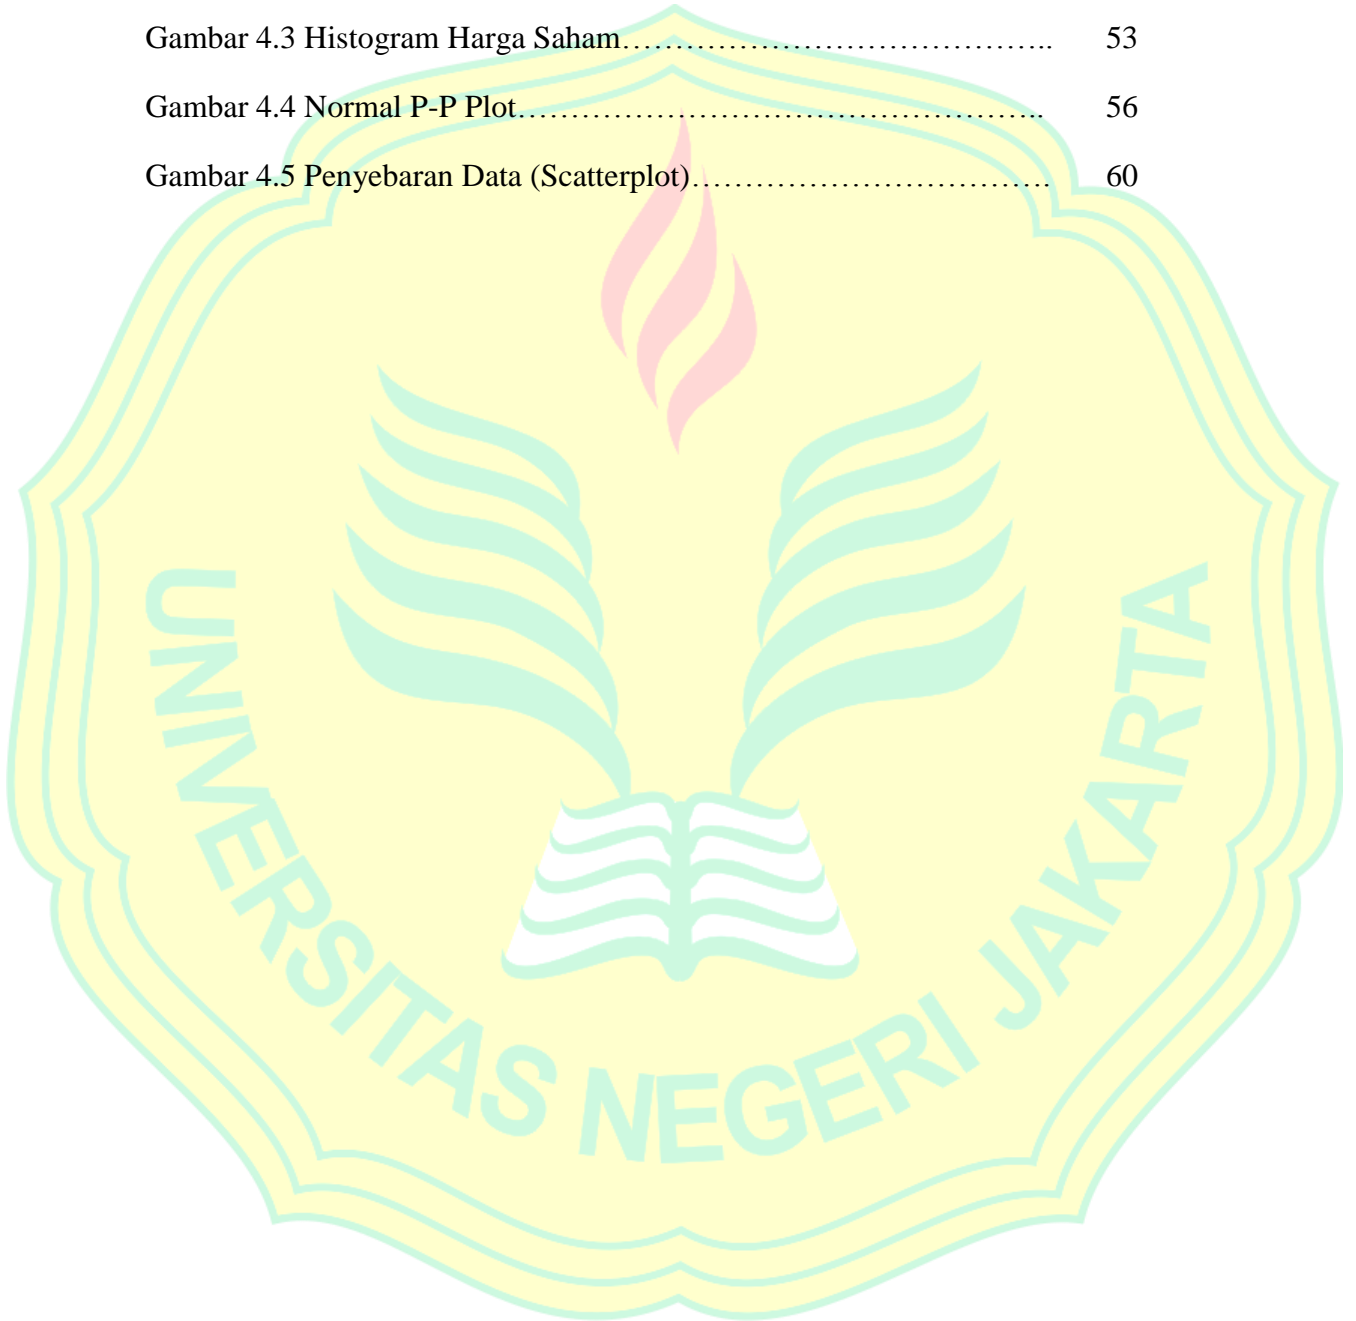 Gambar 4.3 Histogram Harga Saham………………………………….. 53
Gambar 4.4 Normal P-P Plot………………………………………….. 56
Gambar 4.5 Penyebaran Data (Scatterplot)……………………………. 60
UNIVERSITAS NEGERI JAKARTA